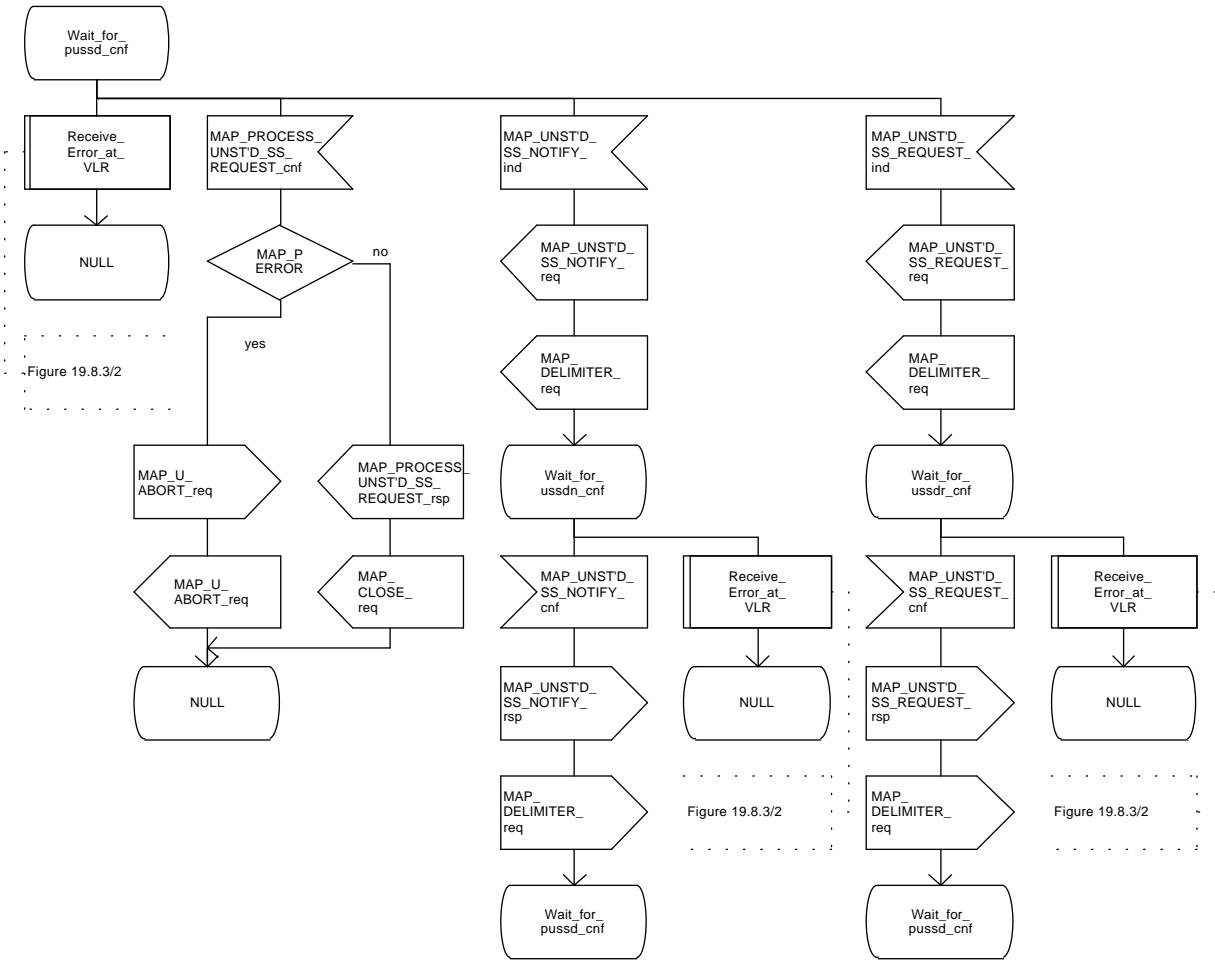 Wait_for_
pussd_cnf
Receive_
Error_at_
VLR
MAP_PROCESS_
UNST'D_SS_
REQUEST_cnf
MAP_UNST'D_
SS_NOTIFY_
ind
MAP_UNST'D_
SS_REQUEST_
ind
NULL
MAP_P
ERROR
no
yes
MAP_UNST'D_
SS_NOTIFY_
req
MAP_UNST'D_
SS_REQUEST_
req
Figure 19.8.3/2
MAP_
DELIMITER_
req
MAP_
DELIMITER_
req
MAP_U_
ABORT_req
MAP_PROCESS_
UNST'D_SS_
REQUEST_rsp
Wait_for_
ussdn_cnf
Wait_for_
ussdr_cnf
MAP_U_
ABORT_req
MAP_
CLOSE_
req
MAP_UNST'D_
SS_NOTIFY_
cnf
Receive_
Error_at_
VLR
MAP_UNST'D_
SS_REQUEST_
cnf
Receive_
Error_at_
VLR
NULL
MAP_UNST'D_
SS_NOTIFY_
rsp
NULL
MAP_UNST'D_
SS_REQUEST_
rsp
NULL
MAP_
DELIMITER_
req
Figure 19.8.3/2
MAP_
DELIMITER_
req
Figure 19.8.3/2
Wait_for_
pussd_cnf
Wait_for_
pussd_cnf